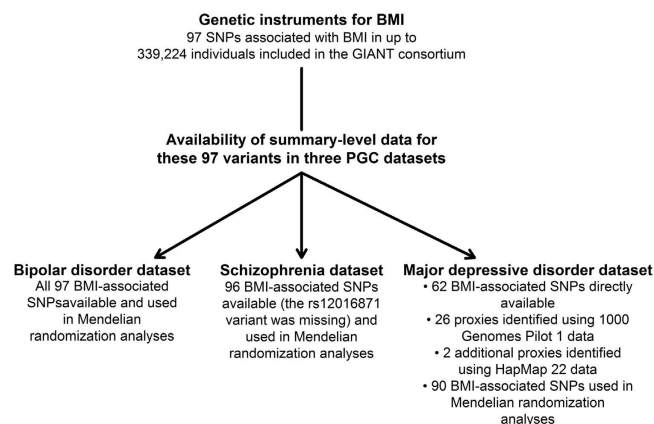 Genetic instruments for BMI
97 SNPs associated with BMI in up to
339,224 individuals included in the GIANT consortium
Availability of summary-level data for
these 97 variants in three PGC datasets
Bipolar disorder dataset
All 97 BMI-associated
SNPsavailable and used
in Mendelian
randomization analyses
Schizophrenia dataset
96 BMI-associated SNPs
available (the rs12016871
variant was missing) and
used in Mendelian
randomization analyses
Major depressive disorder dataset
• 62 BMI-associated SNPs directly
available
• 26 proxies identified using 1000
Genomes Pilot 1 data
• 2 additional proxies identified
using HapMap 22 data
• 90 BMI-associated SNPs used in
Mendelian randomization
analyses